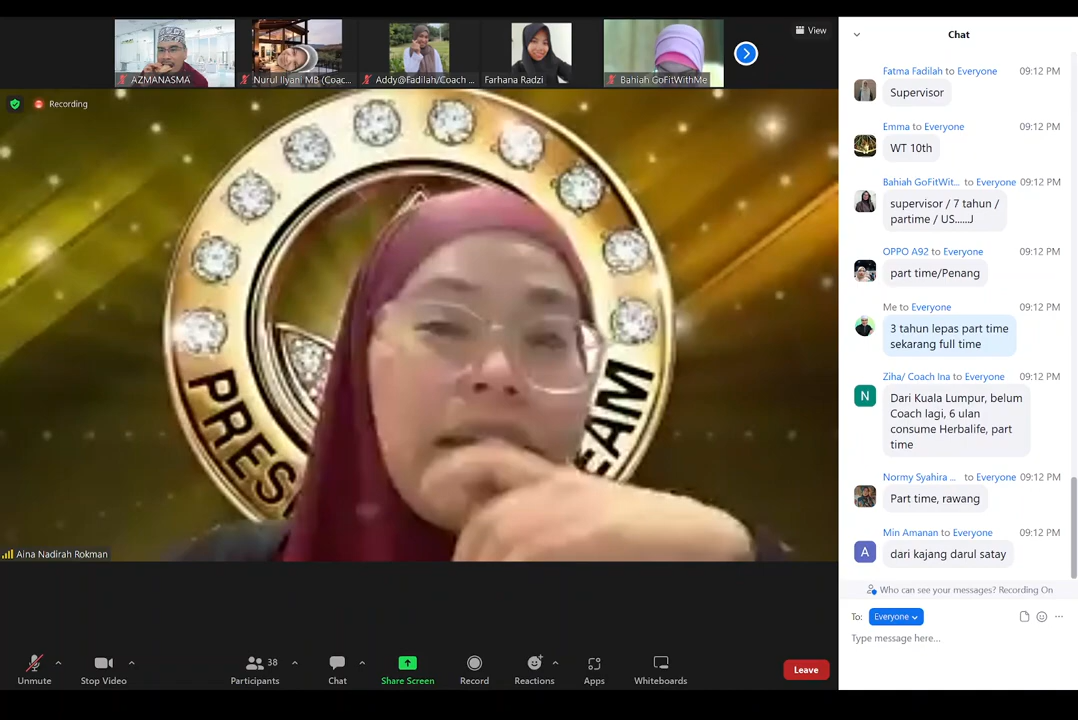 View
AZMANASMA
Nurul Ilyani MB (Coac...
Addy@Fadilah/Coach ...
Farhana Radzi
Bahiah GoFitWithMe
Recording
PRES
EAM
Aina Nadirah Rokman
Unmute
Stop Video
Participants
38
Chat
Share Screen
Record
Reactions
Apps
Whiteboards
Leave
Chat
Fatma Fadilah to Everyone 09:12 PM
Supervisor
Emma to Everyone 09:12 PM
WT 10th
Bahiah GoFitWit... to Everyone 09:12 PM
supervisor / 7 tahun /
partime / US......J
OPPO A92 to Everyone 09:12 PM
part time/Penang
Me to Everyone 09:12 PM
3 tahun lepas part time
sekarang full time
Ziha/ Coach Ina to Everyone 09:12 PM
N
Dari Kuala Lumpur, belum
Coach lagi, 6 ulan
consume Herbalife, part
time
Normy Syahira ... to Everyone 09:12 PM
Part time, rawang
Min Amanan to Everyone 09:12 PM
A
dari kajang darul satay
Who can see your messages? Recording On
To: Everyone
Type message here...